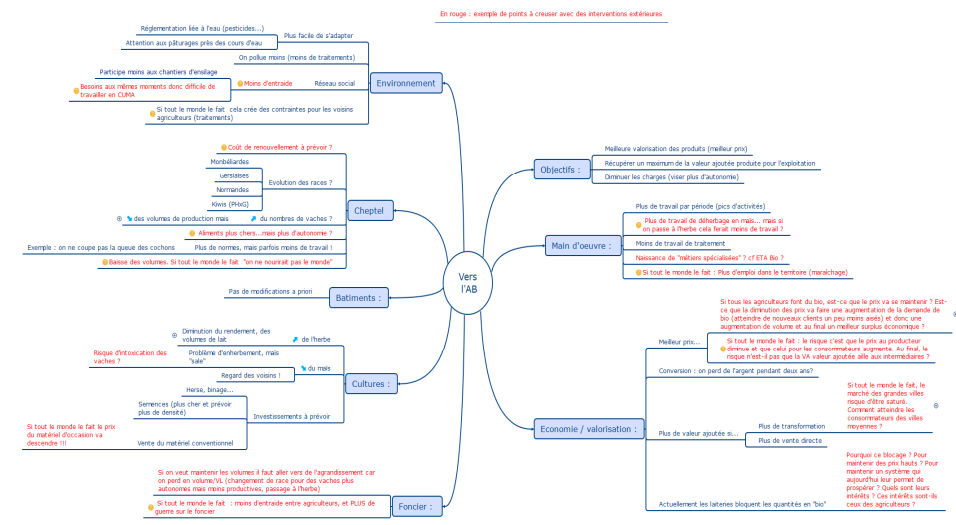 En rouge : exemple de points à creuser avec des interventions extérieures
Réglementation liée à l'eau (pesticides...)
Attention aux pâturages près des cours d'eau
Plus facile de s'adapter
On pollue moins (moins de traitements)
Participe moins aux chantiers d'ensilage
Besoins aux mêmes moments donc difficile de
travailler en CUMA
Moins d'entraide
Réseau social
Si tout le monde le fait cela crée des contraintes pour les voisins
agriculteurs (traitements)
Environnement
Coût de renouvellement à prévoir ?
Monbéliardes
Jersiaises
Normandes
Kiwis (PHxG)
Evolution des races ?
des volumes de production mais
du nombres de vaches ?
Aliments plus chers...mais plus d'autonomie ?
Exemple : on ne coupe pas la queue des cochons
Plus de normes, mais parfois moins de travail !
Baisse des volumes. Si tout le monde le fait "on ne nourirait pas le monde"
Cheptel
Pas de modifications a priori
Batiments :
Diminution du rendement, des
volumes de lait
de l'herbe
Risque d'intoxication des
vaches ?
Problème d'enherbement, mais
"sale"
Regard des voisins !
du mais
Herse, binage...
Semences (plus cher et prévoir
plus de densité)
Si tout le monde le fait le prix
du matériel d'occasion va
descendre !!!
Vente du matériel conventionnel
Investissements à prévoir
Cultures :
Si on veut maintenir les volumes il faut aller vers de l'agrandissement car
on perd en volume/VL (changement de race pour des vaches plus
autonomes mais moins productives, passage à l'herbe)
Si tout le monde le fait : moins d'entraide entre agriculteurs, et PLUS de
guerre sur le foncier
Foncier :
Vers
l'AB
Objectifs :
Meilleure valorisation des produits (meilleur prix)
Récupérer un maximum de la valeur ajoutée produite pour l'exploitation
Diminuer les charges (viser plus d'autonomie)
Main d'oeuvre :
Plus de travail par période (pics d'activités)
Plus de travail de déherbage en mais... mais si
on passe à l'herbe cela ferait moins de travail ?
Moins de travail de traitement
Naissance de "métiers spécialisées" ? cf ETA Bio ?
Si tout le monde le fait : Plus d'emploi dans le territoire (maraîchage)
Economie / valorisation :
Meilleur prix...
Si tous les agriculteurs font du bio, est-ce que le prix va se maintenir ? Est-
ce que la diminution des prix va faire une augmentation de la demande de
bio (atteindre de nouveaux clients un peu moins aisés) et donc une
augmentation de volume et au final un meilleur surplus économique ?
Si tout le monde le fait : le risque c'est que le prix au producteur
diminue et que celui pour les consommateurs augmente. Au final, le
risque n'est-il pas que la VA valeur ajoutée aille aux intermédiaires ?
Conversion : on perd de l'argent pendant deux ans?
Plus de valeur ajoutée si...
Plus de transformation
Si tout le monde le fait, le
marché des grandes villes
risque d'être saturé.
Comment atteindre les
consommateurs des villes
moyennes ?
Plus de vente directe
Actuellement les laiteries bloquent les quantités en "bio"
Pourquoi ce blocage ? Pour
maintenir des prix hauts ? Pour
maintenir un système qui
aujourd'hui leur permet de
prospérer ? Quels sont leurs
intérêts ? Ces intérêts sont-ils
ceux des agriculteurs ?